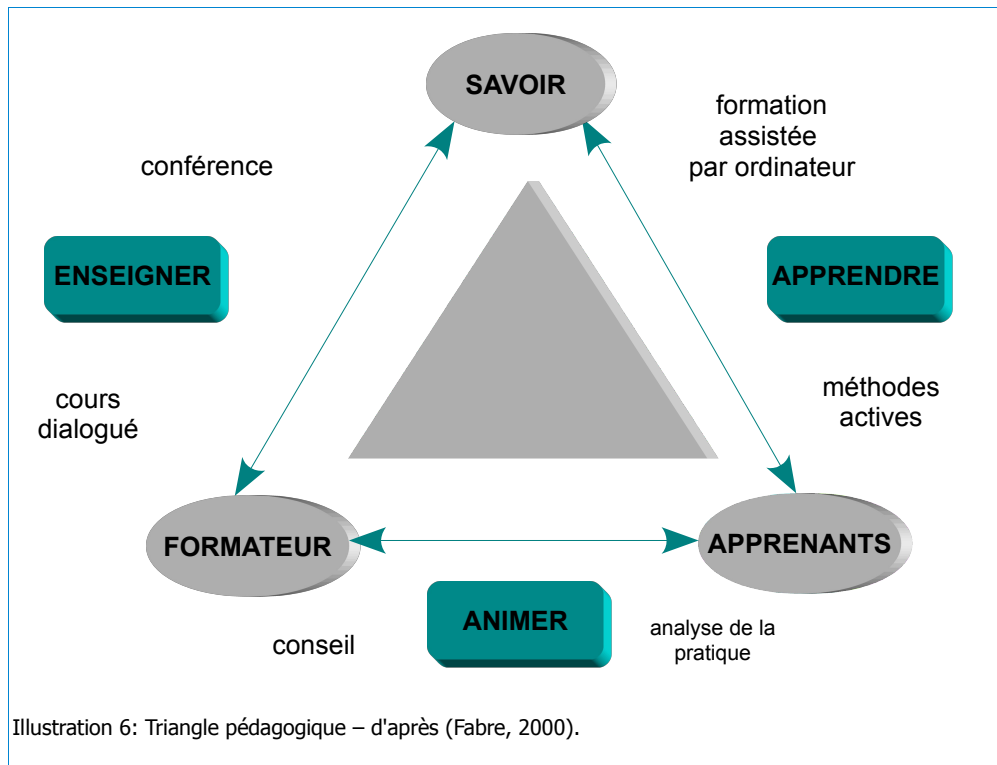 SAVOIR
formation
assistée
par ordinateur
conférence
ENSEIGNER
APPRENDRE
cours
dialogué
méthodes
actives
FORMATEUR
APPRENANTS
ANIMER
conseil
analyse de la
pratique
Illustration 6: Triangle pédagogique – d'après (Fabre, 2000).